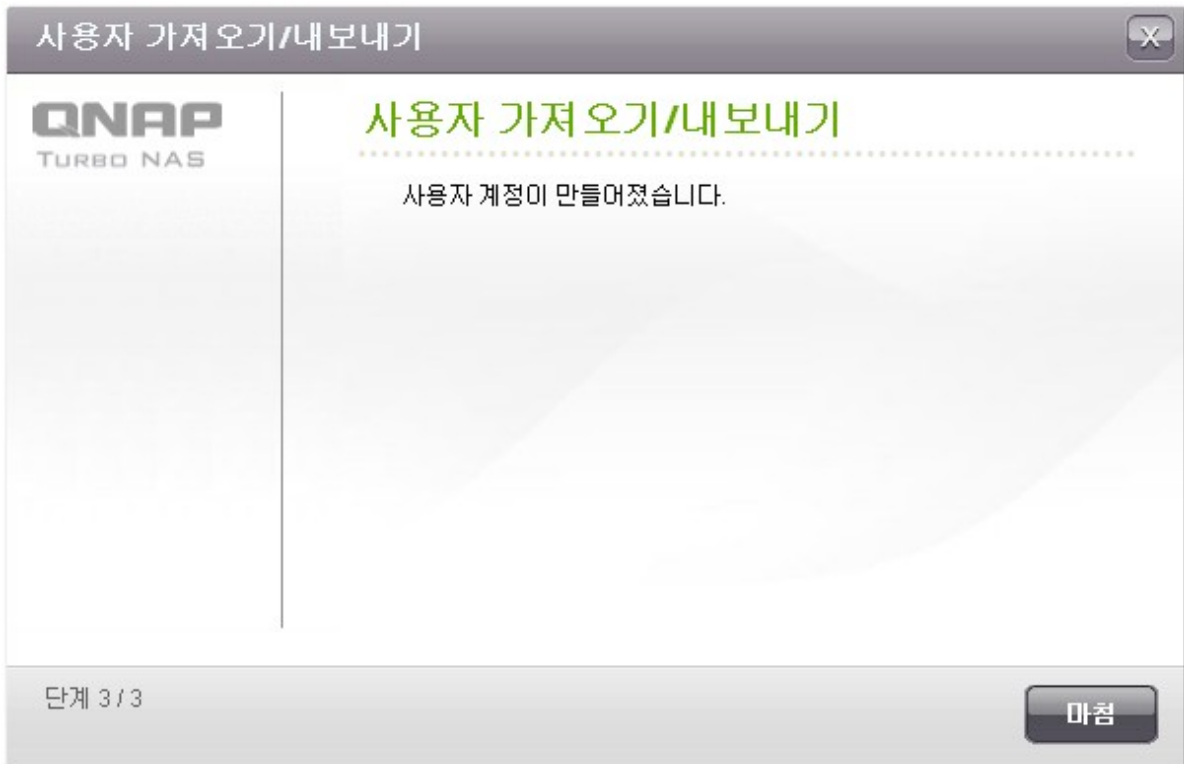 사용자 가져오기/내보내기
X
QNAP
TURBO NAS
사용자 가져오기/내보내기
사용자 계정이 만들어졌습니다.
단계 3 / 3
마침